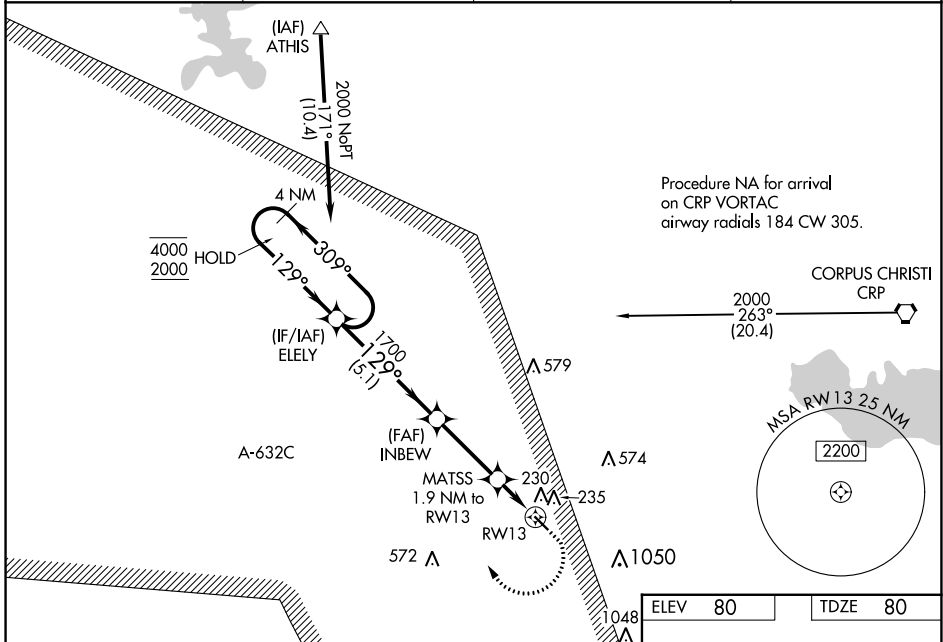 (IAF)
ATHIS
2000 NoPT
171°
(10.4)
4 NM
309°
4000
2000
HOLD
129°
(IF/IAF)
ELELY
1700
129°
(5.1)
Procedure NA for arrival
on CRP VORTAC
airway radials 184 CW 305.
CORPUS CHRISTI
CRP
2000
263°
(20.4)
579
(FAF)
INBEW
A-632C
574
MATSS
1.9 NM to
RW13
230
235
RW13
572
1050
1048
MSA RW13 25 NM
2200
ELEV 80
TDZE 80